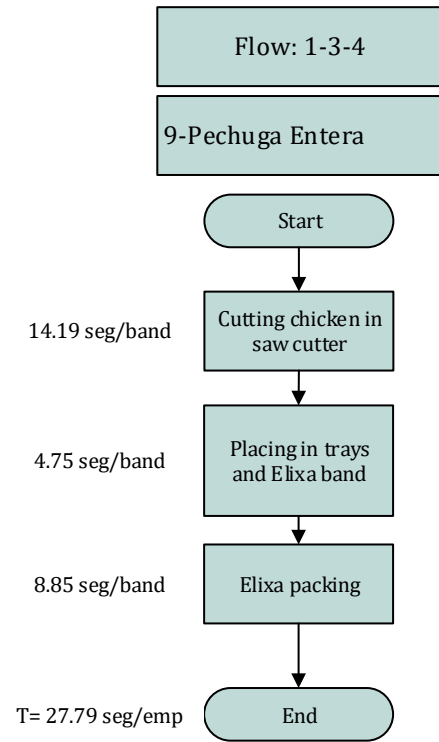 Flow: 1-3-4
9-Pechuga Entera
Start
14.19 seg/band
Cutting chicken in
saw cutter
4.75 seg/band
Placing in trays
and Elixa band
8.85 seg/band
Elixa packing
T= 27.79 seg/emp
End